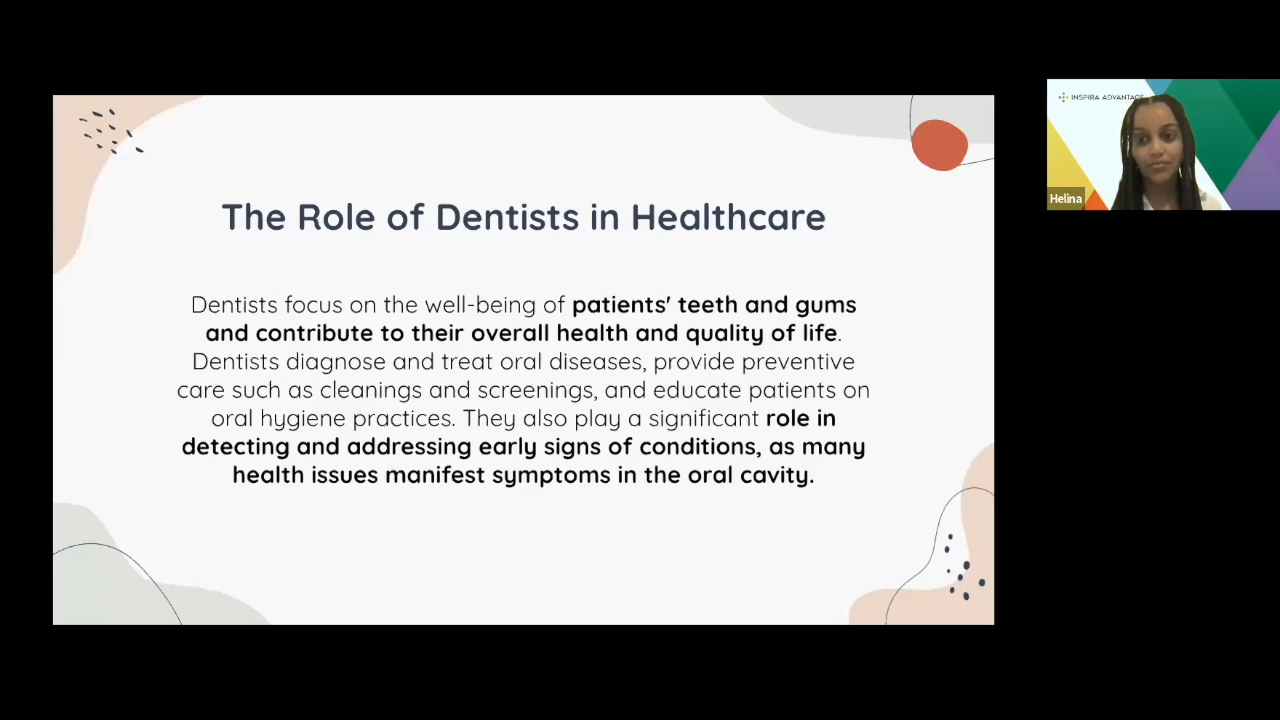 INSPIRA ADVANTAGE
Helina
The Role of Dentists in Healthcare
Dentists focus on the well-being of patients' teeth and gums
and contribute to their overall health and quality of life.
Dentists diagnose and treat oral diseases, provide preventive
care such as cleanings and screenings, and educate patients on
oral hygiene practices. They also play a significant role in
detecting and addressing early signs of conditions, as many
health issues manifest symptoms in the oral cavity.